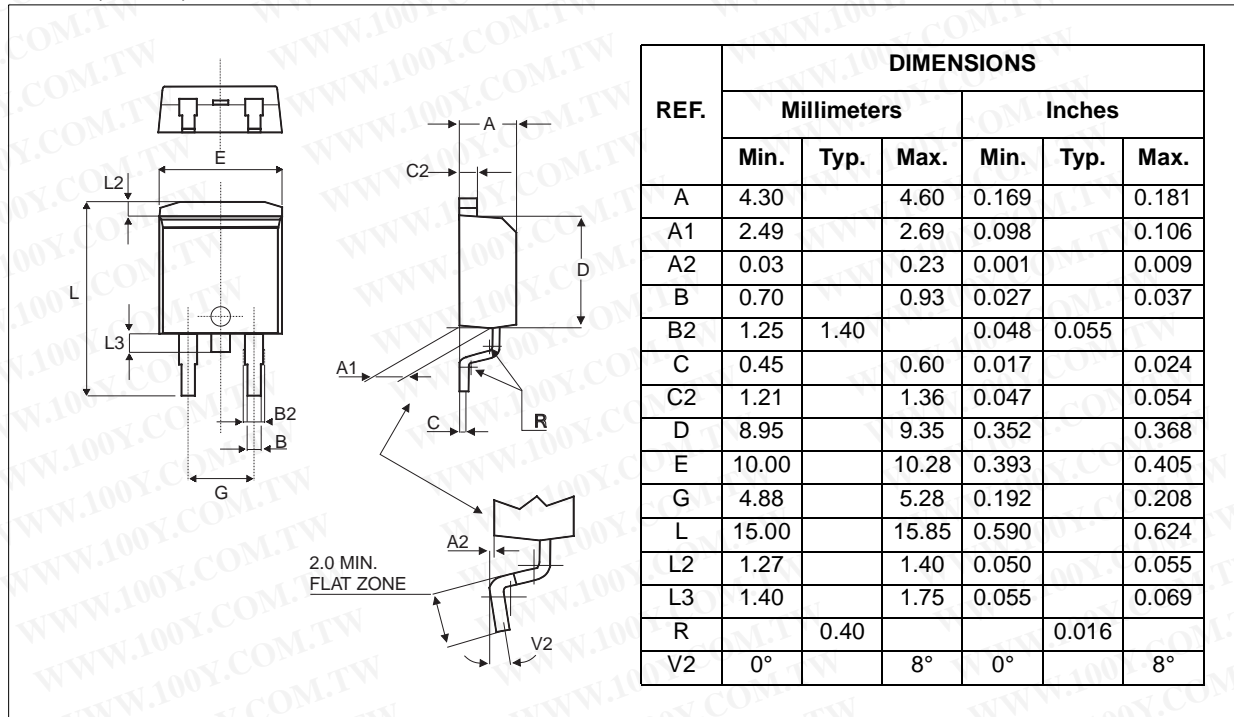 A
E
C2
L2
D
L
L3
A1
B2
R
C
B
G
A2
2.0 MIN.
FLAT ZONE
V2
REF. DIMENSIONS
Millimeters Inches
Min. Typ. Max. Min. Typ. Max.
A 4.30 4.60 0.169 0.181
A1 2.49 2.69 0.098 0.106
A2 0.03 0.23 0.001 0.009
B 0.70 0.93 0.027 0.037
B2 1.25 1.40 0.048 0.055
C 0.45 0.60 0.017 0.024
C2 1.21 1.36 0.047 0.054
D 8.95 9.35 0.352 0.368
E 10.00 10.28 0.393 0.405
G 4.88 5.28 0.192 0.208
L 15.00 15.85 0.590 0.624
L2 1.27 1.40 0.050 0.055
L3 1.40 1.75 0.055 0.069
R 0.40 0.016
V2 0° 8° 0° 8°
WWW.100Y.COM.TW